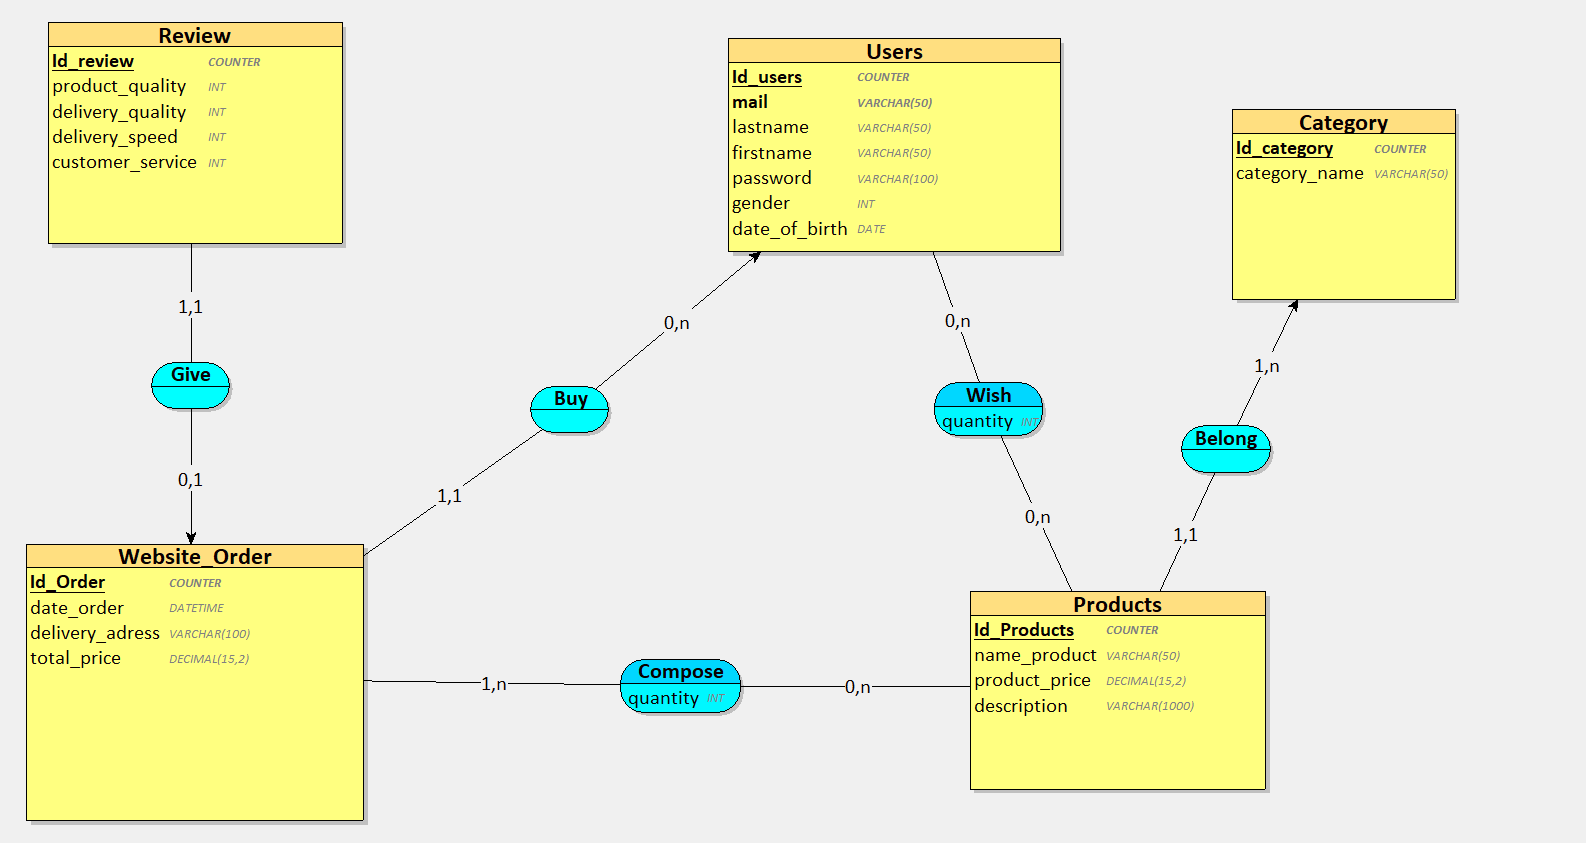 Review
Id_review COUNTER
product_quality INT
delivery_quality INT
delivery_speed INT
customer_service INT
Users
Id_users COUNTER
mail VARCHAR(50)
lastname VARCHAR(50)
firstname VARCHAR(50)
password VARCHAR(100)
gender INT
date_of_birth DATE
Category
Id_category COUNTER
category_name VARCHAR(50)
1,1
Give
0,1
0,n
Buy
1,1
0,n
Wish
quantity INT
0,n
1,n
Belong
1,1
Website_Order
Id_Order COUNTER
date_order DATETIME
delivery_adress VARCHAR(100)
total_price DECIMAL(15,2)
1,n
Compose
quantity INT
0,n
Products
Id_Products COUNTER
name_product VARCHAR(50)
product_price DECIMAL(15,2)
description VARCHAR(1000)